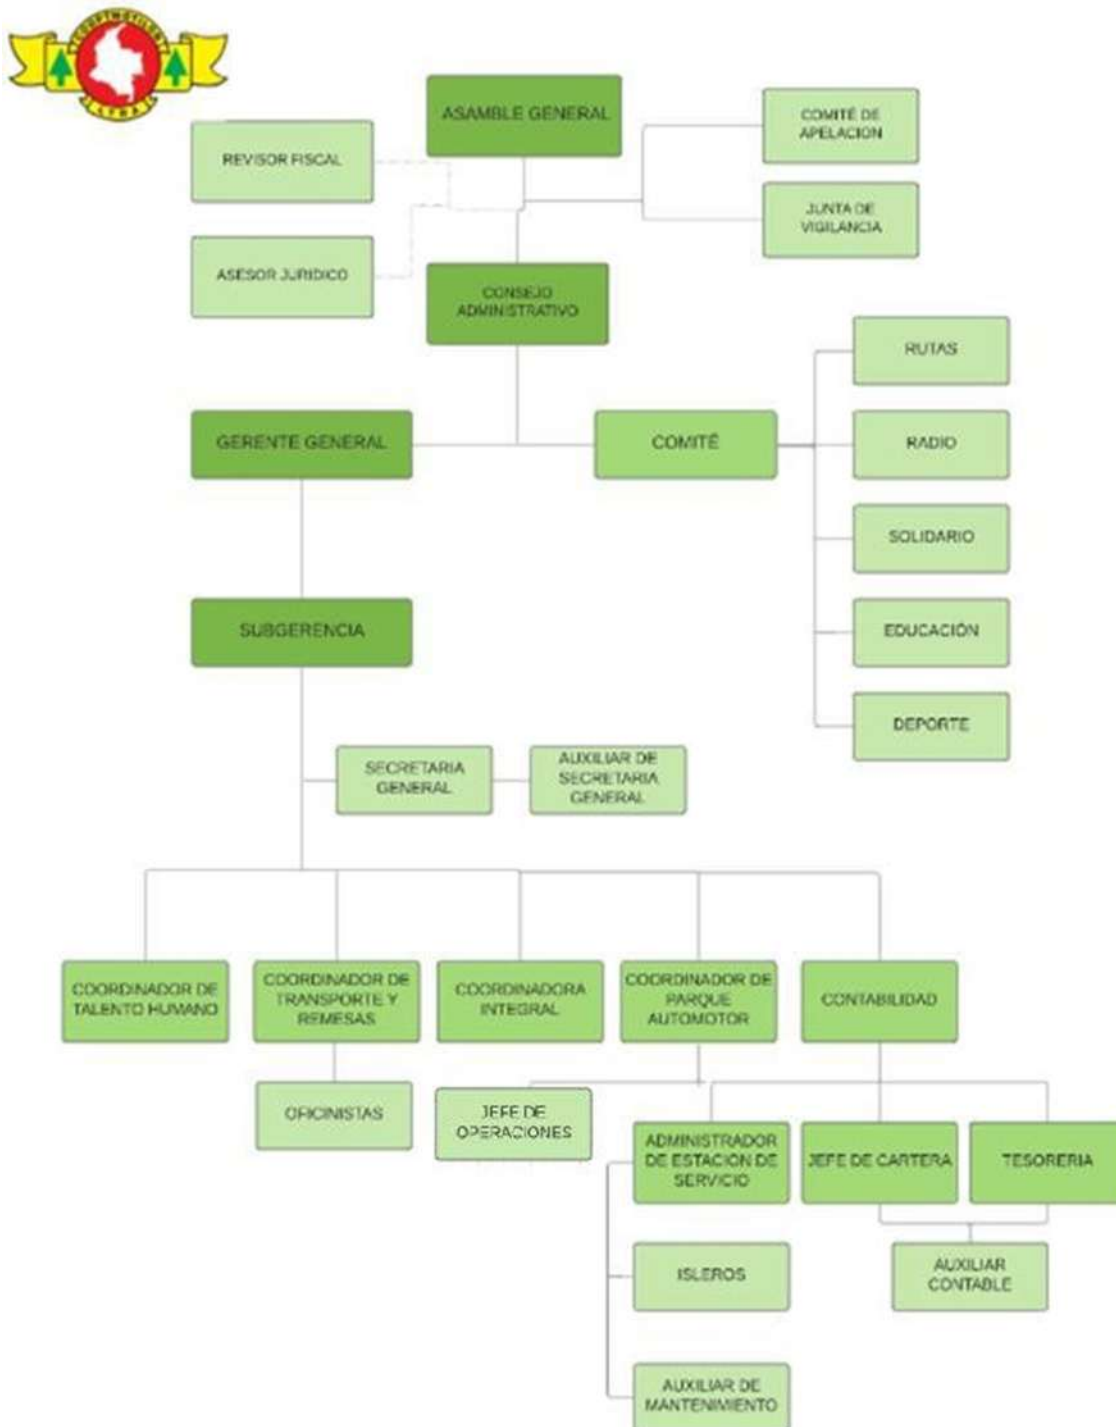 COOPTMOTILON
LTDA
ASAMBLE GENERAL
COMITÉ DE
APELACION
REVISOR FISCAL
JUNTA DE
VIGILANCIA
ASESOR JURIDICO
CONSEJO
ADMINISTRATIVO
RUTAS
GERENTE GENERAL
COMITÉ
RADIO
SOLIDARIO
SUBGERENCIA
EDUCACIÓN
DEPORTE
SECRETARIA
GENERAL
AUXILIAR DE
SECRETARIA
GENERAL
COORDINADOR DE
TALENTO HUMANO
COORDINADOR DE
TRANSPORTE Y
REMESAS
COORDINADORA
INTEGRAL
COORDINADOR DE
PARQUE
AUTOMOTOR
CONTABILIDAD
OFICINISTAS
JEFE DE
OPERACIONES
ADMINISTRADOR
DE ESTACION DE
SERVICIO
JEFE DE CARTERA
TESORERIA
ISLEROS
AUXILIAR
CONTABLE
AUXILIAR DE
MANTENIMIENTO